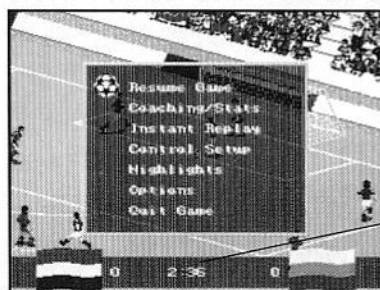 Resume Game
Coaching/Stats
Instant Replay
Control Setup
Highlights
Options
Quit Game
0 2:36 0